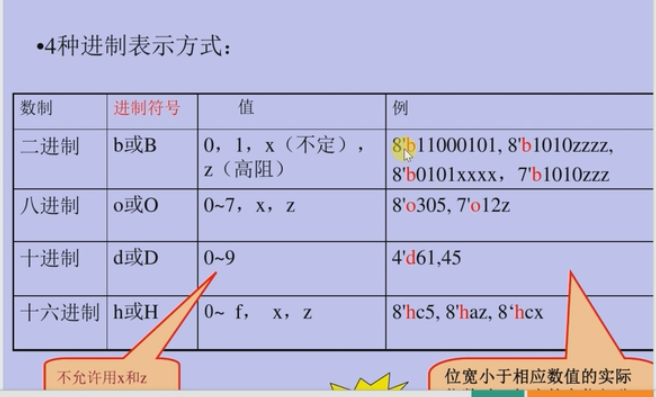 •4种进制表示方式：
数制 进制符号 值 例
二进制 b或B 0，1，x（不定）， 8'b11000101, 8'b1010zzzz,
z（高阻） 8'b0101xxxx，7'b1010zzz
八进制 o或O 0~7，x，z 8'o305, 7'o12z
十进制 d或D 0~9 4'd61,45
十六进制 h或H 0~ f， x，z 8'hc5, 8'haz, 8‘hcx
不允许用x和z
位宽小于相应数值的实际